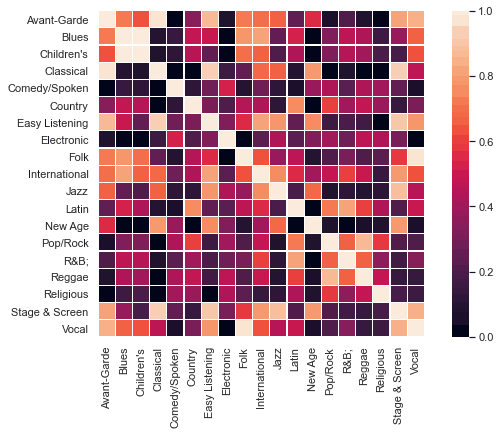 Avant-Garde
Blues
Children's
Classical
Comedy/Spoken
Country
Easy Listening
Electronic
Folk
International
Jazz
Latin
New Age
Pop/Rock
R&B;
Reggae
Religious
Stage & Screen
Vocal
Avant-Garde
Blues
Children's
Classical
Comedy/Spoken
Country
Easy Listening
Electronic
Folk
International
Jazz
Latin
New Age
Pop/Rock
R&B;
Reggae
Religious
Stage & Screen
Vocal
1.0
0.8
0.6
0.4
0.2
0.0